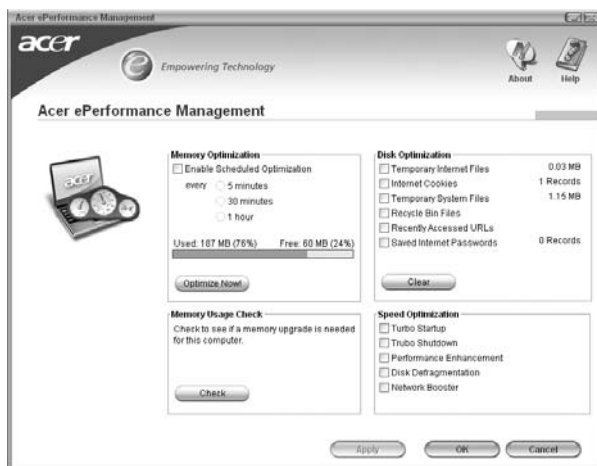 Acer ePerformance Management
acer
Empowering Technology
About
Help
Acer ePerformance Management
acer
Memory Optimization
Enable Scheduled Optimization
every
5 minutes
30 minutes
1 hour
Used: 187 MB (76%) Free: 60 MB (24%)
Optimize Now!
Memory Usage Check
Check to see if a memory upgrade is needed
for this computer.
Check
Disk Optimization
Temporary Internet Files 0.03 MB
Internet Cookies 1 Records
Temporary System Files 1.15 MB
Recycle Bin Files
Recently Accessed URLs
Saved Internet Passwords 0 Records
Clear
Speed Optimization
Turbo Startup
Trubo Shutdown
Performance Enhancement
Disk Defragmentation
Network Booster
Apply
OK
Cancel